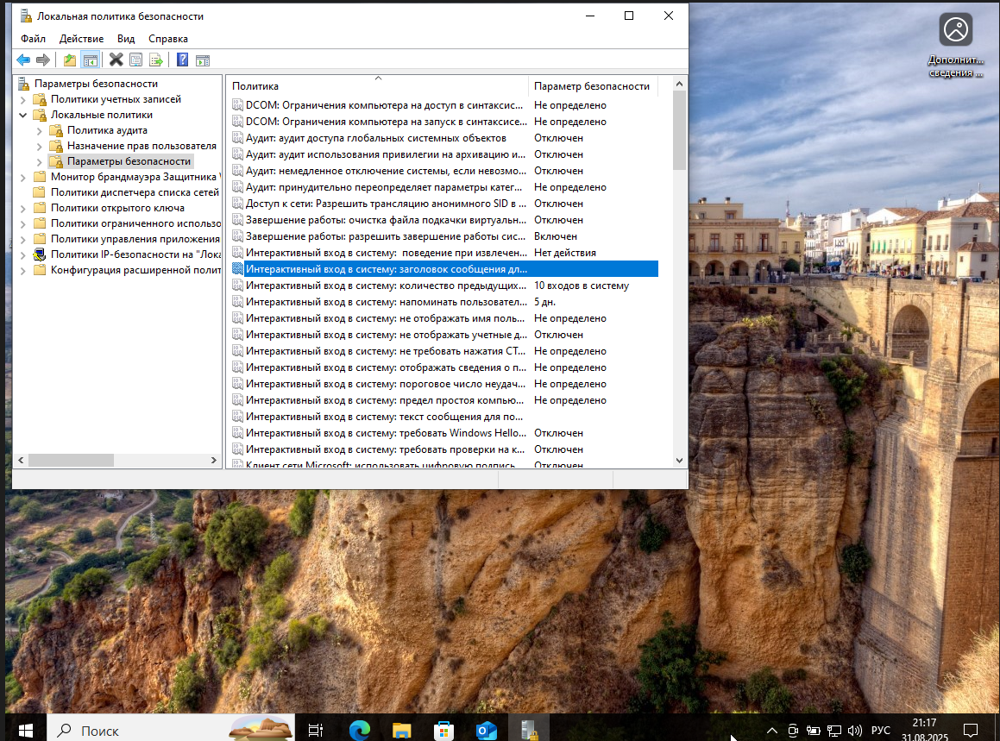 Локальная политика безопасности
Файл Действие Вид Справка
Дополнит...
сведения ...
Параметры безопасности
Политики учетных записей
Локальные политики
Политика аудита
Назначение прав пользователя
Параметры безопасности
Монитор брандмауэра Защитника
Политики диспетчера списка сетей
Политики открытого ключа
Политики ограниченного использо
Политики управления приложения
Политики IP-безопасности на "Лока
Конфигурация расширенной полит
Политика Параметр безопасности
DCOM: Ограничения компьютера на доступ в синтаксис... Не определено
DCOM: Ограничения компьютера на запуск в синтаксисе... Не определено
Аудит: аудит доступа глобальных системных объектов Отключен
Аудит: аудит использования привилегии на архивацию и... Отключен
Аудит: немедленное отключение системы, если невозмо... Отключен
Аудит: принудительно переопределяет параметры катег... Не определено
Доступ к сети: Разрешить трансляцию анонимного SID в ... Отключен
Завершение работы: очистка файла подкачки виртуальн... Отключен
Завершение работы: разрешить завершение работы сис... Включен
Интерактивный вход в систему:  поведение при извлечен... Нет действия
Интерактивный вход в систему: заголовок сообщения дл...
Интерактивный вход в систему: количество предыдущих... 10 входов в систему
Интерактивный вход в систему: напоминать пользовател... 5 дн.
Интерактивный вход в систему: не отображать имя поль... Не определено
Интерактивный вход в систему: не отображать учетные д... Отключен
Интерактивный вход в систему: не требовать нажатия CT... Не определено
Интерактивный вход в систему: отображать сведения о п... Не определено
Интерактивный вход в систему: пороговое число неудач... Не определено
Интерактивный вход в систему: предел простоя компью... Не определено
Интерактивный вход в систему: текст сообщения для по...
Интерактивный вход в систему: требовать Windows Hello... Отключен
Интерактивный вход в систему: требовать проверки на к... Отключен
Клиент сети Microsoft: использовать цифровую подпись... Отключен
Поиск
РУС
21:17
31.08.2025